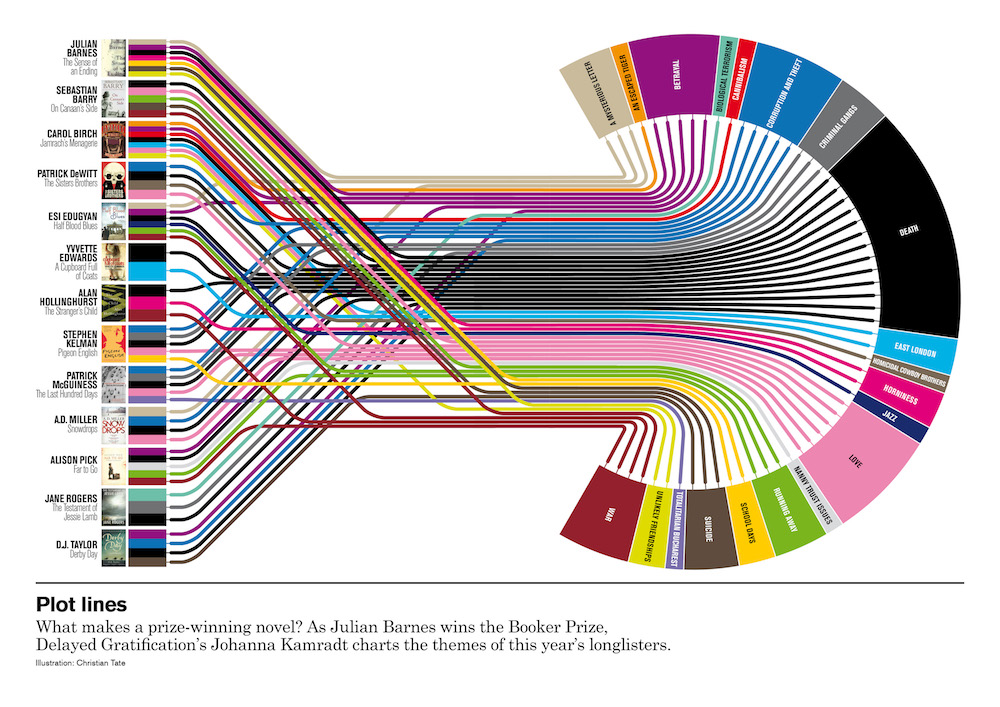 JULIAN
BARNES
The Sense of
an Ending
SEBASTIAN
BARRY
On Canaan's Side
CAROL BIRCH
Jamrach's Menagerie
PATRICK DeWITT
The Sisters Brothers
ESI EDUGYAN
Half Blood Blues
YVVETTE
EDWARDS
A Cupboard Full
of Coats
ALAN
HOLLINGHURST
The Stranger's Child
STEPHEN
KELMAN
Pigeon English
PATRICK
McGUINESS
The Last Hundred Days
A.D. MILLER
Snowdrops
ALISON PICK
Far to Go
JANE ROGERS
The Testament of
Jessie Lamb
D.J. TAYLOR
Derby Day
A MYSTERIOUS LETTER
AN ESCAPED TIGER
BETRAYAL
BIOLOGICAL TERRORISM
CANNIBALISM
CORRUPTION AND THEFT
CRIMINAL GANGS
DEATH
EAST LONDON
HOMICIDAL COWBOY BROTHERS
HORNINESS
JAZZ
LOVE
NANNY TRUST ISSUES
RUNNING AWAY
SCHOOL DAYS
SUICIDE
TOTALITARIAN BUCHAREST
UNLIKELY FRIENDSHIPS
WAR
Plot lines
What makes a prize-winning novel? As Julian Barnes wins the Booker Prize,
Delayed Gratification's Johanna Kamradt charts the themes of this year's longlisters.
Illustration: Christian Tate